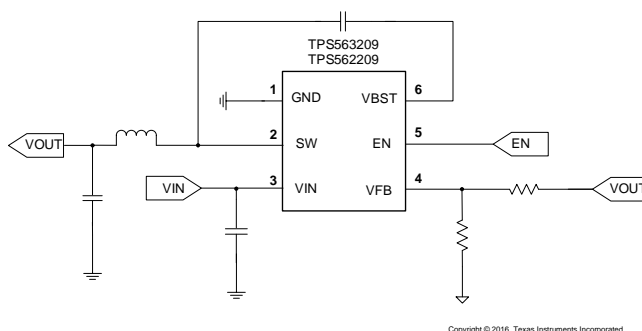 TPS563209
TPS562209
1
GND
VBST
6
VOUT
2
SW
EN
5
EN
VIN
3
VIN
VFB
4
VOUT
Copyright © 2016, Texas Instruments Incorporated